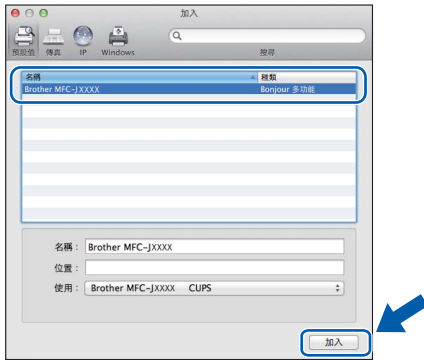 加入
預設值 傳真 IP Windows 搜尋
名稱 種類
Brother MFC-JXXXX Bonjour 多功能
名稱： Brother MFC-JXXXX
位置：
使用： Brother MFC-JXXXX CUPS
加入